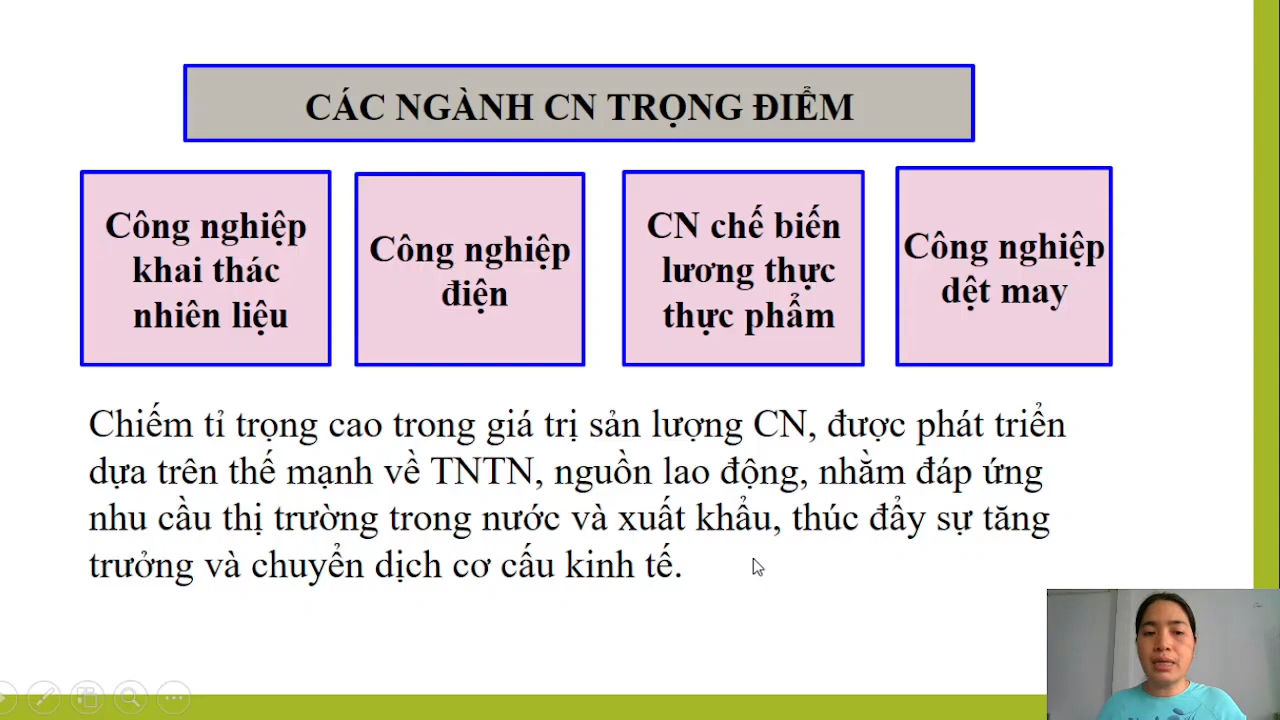 CÁC NGÀNH CN TRỌNG ĐIỂM
Công nghiệp
khai thác
nhiên liệu
Công nghiệp
điện
CN chế biến
lương thực
thực phẩm
Công nghiệp
dệt may
Chiếm tỉ trọng cao trong giá trị sản lượng CN, được phát triển
dựa trên thế mạnh về TNTN, nguồn lao động, nhằm đáp ứng
nhu cầu thị trường trong nước và xuất khẩu, thúc đẩy sự tăng
trưởng và chuyển dịch cơ cấu kinh tế.